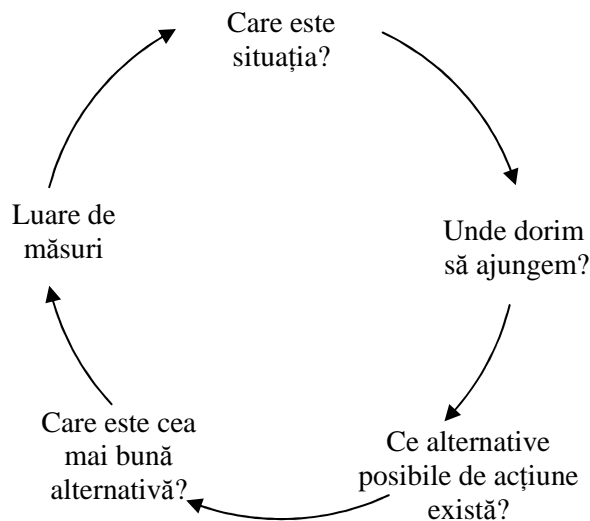 Care este
situația?
Unde dorim
să ajungem?
Ce alternative
posibile de acțiune
există?
Care este cea
mai bună
alternativă?
Luare de
măsuri